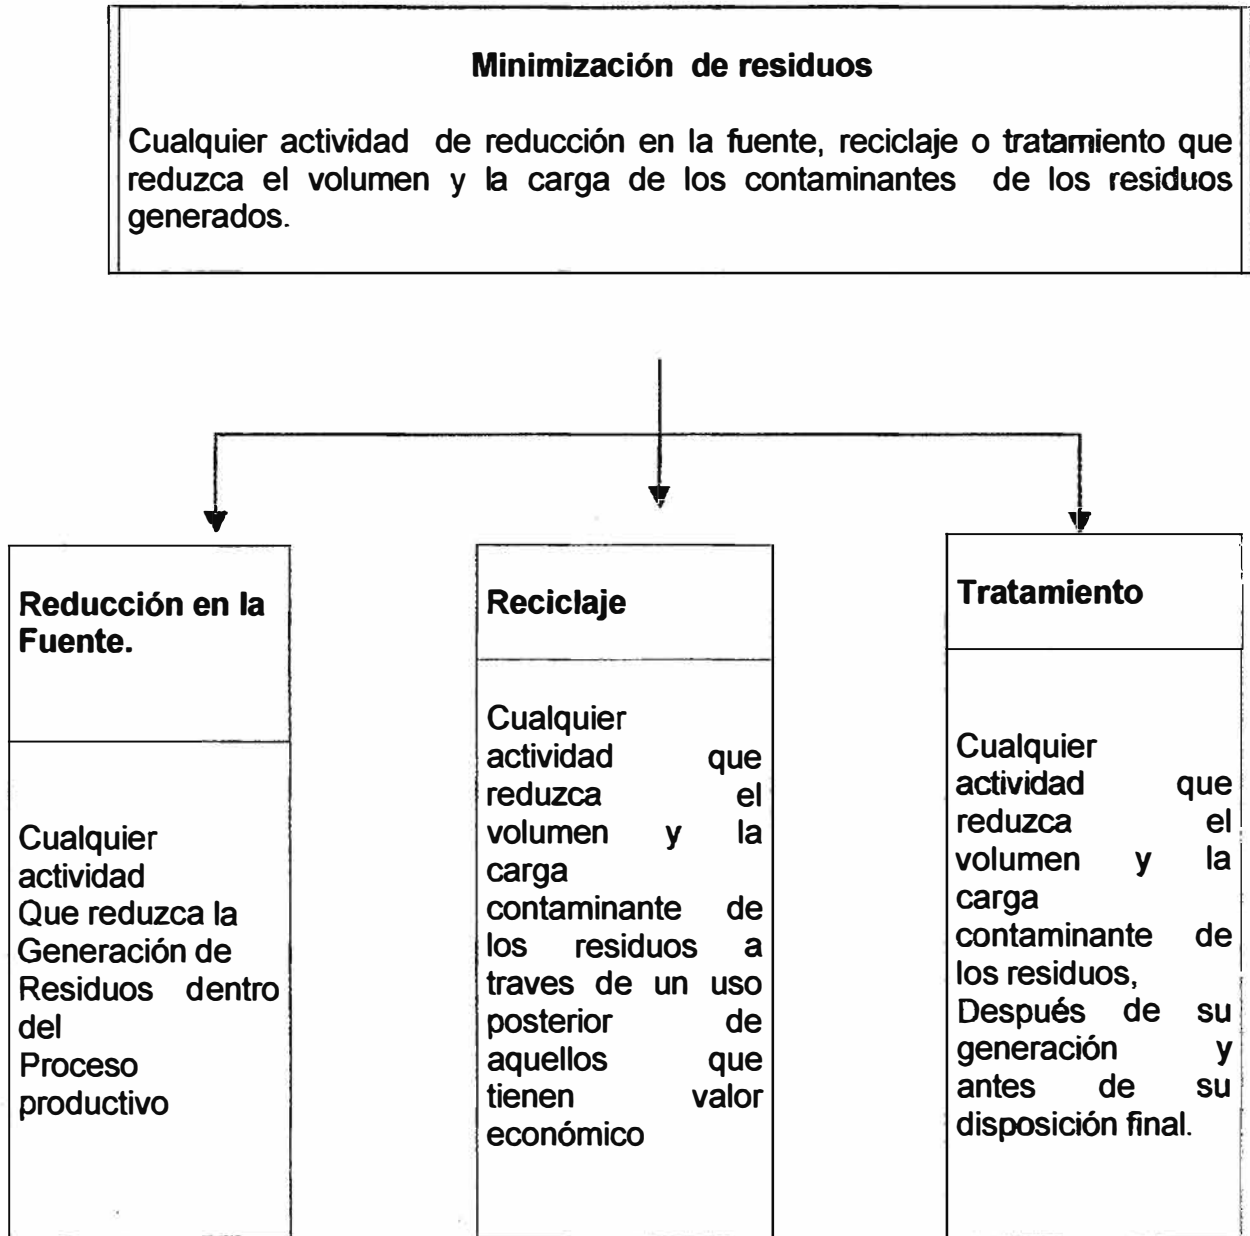 Minimización de residuos
Cualquier actividad de reducción en la fuente, reciclaje o tratamiento que
reduzca el volumen y la carga de los contaminantes de los residuos
generados.
Reducción en la
Fuente.
Cualquier
actividad
Que reduzca la
Generación de
Residuos dentro
del
Proceso
productivo
Reciclaje
Cualquier
actividad que
reduzca el
volumen y la
carga
contaminante de
los residuos a
traves de un uso
posterior de
aquellos que
tienen valor
económico
Tratamiento
Cualquier
actividad que
reduzca el
volumen y la
carga
contaminante de
los residuos,
Después de su
generación y
antes de su
disposición final.